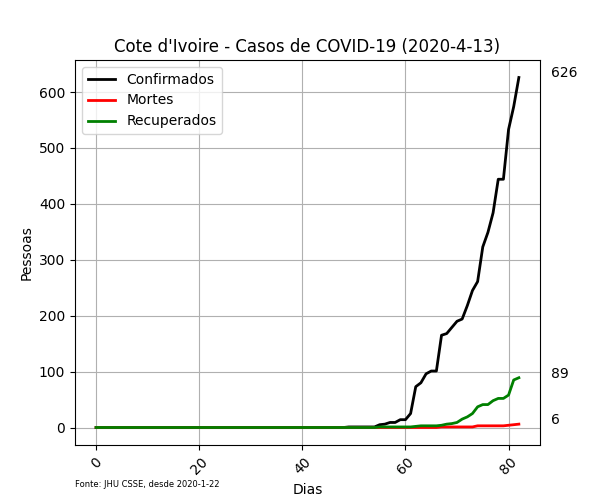 Cote d'Ivoire - Casos de COVID-19 (2020-4-13)
Confirmados
Mortes
Recuperados
626
89
6
600
500
400
300
200
100
0
Pessoas
0
20
40
60
80
Dias
Fonte: JHU CSSE, desde 2020-1-22